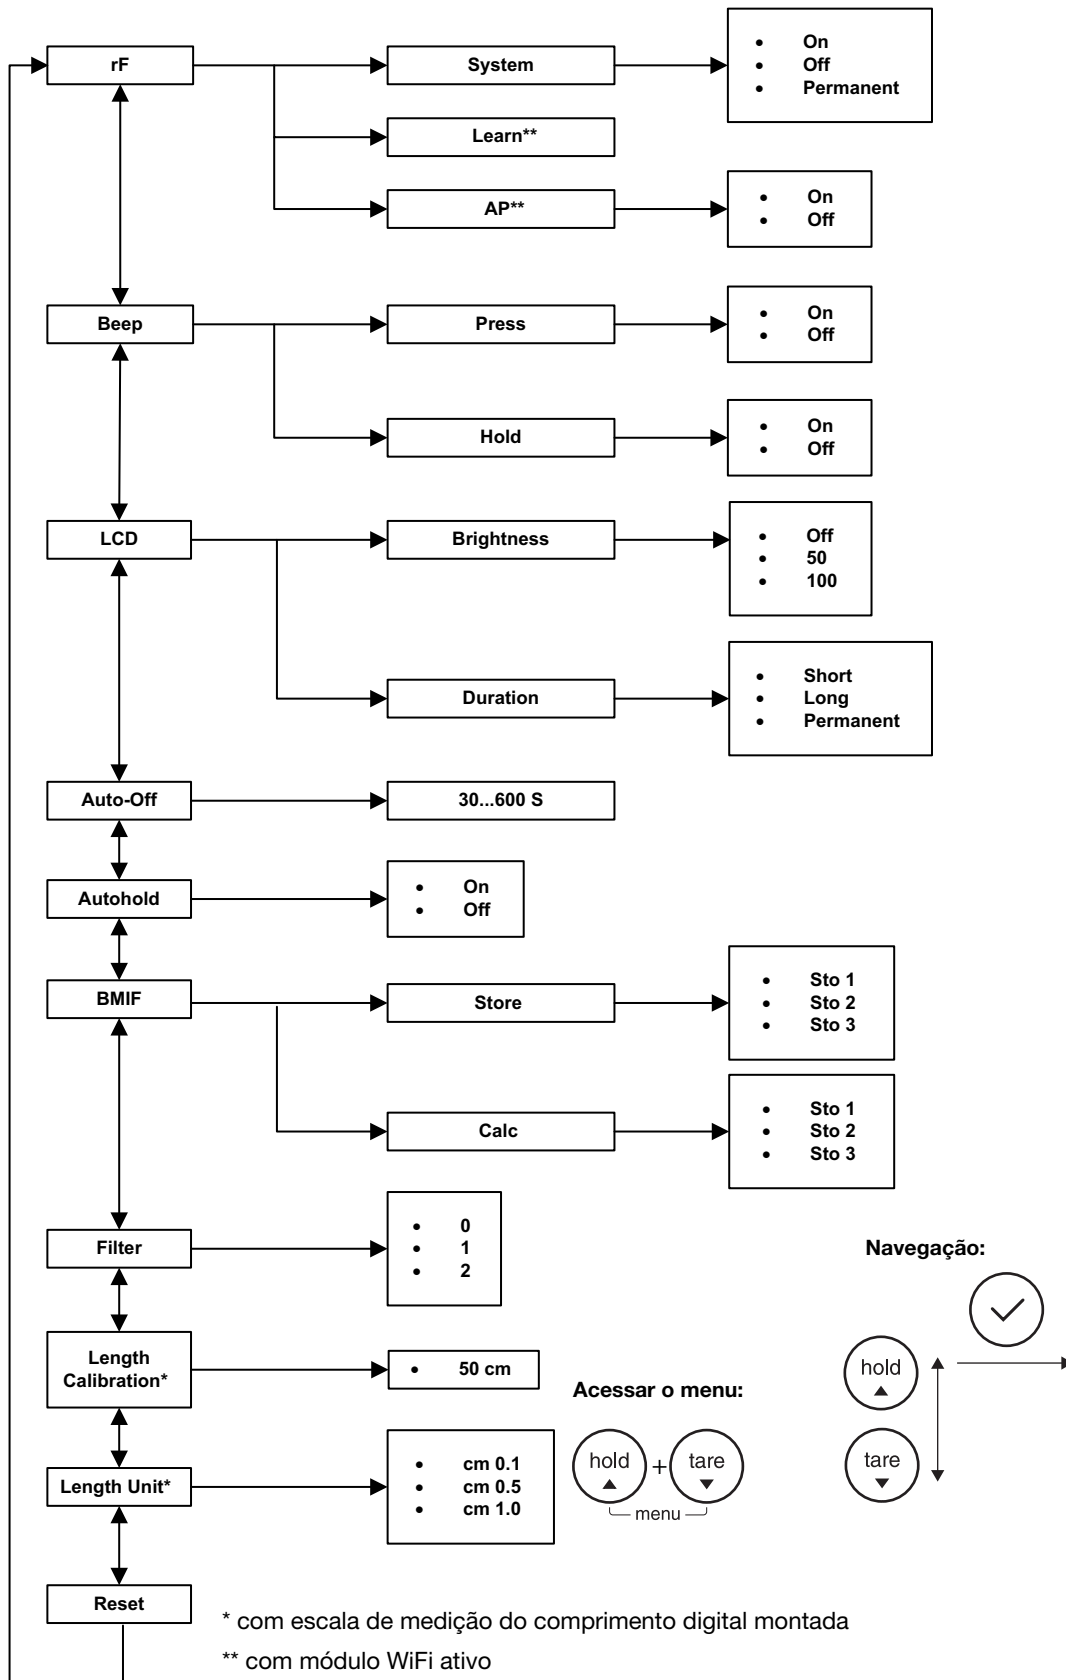 rF
System
• On
• Off
• Permanent
Learn**
AP**
• On
• Off
Beep
Press
• On
• Off
Hold
• On
• Off
LCD
Brightness
• Off
• 50
• 100
Duration
• Short
• Long
• Permanent
Auto-Off
30...600 S
Autohold
• On
• Off
BMIF
Store
• Sto 1
• Sto 2
• Sto 3
Calc
• Sto 1
• Sto 2
• Sto 3
Filter
• 0
• 1
• 2
Length
Calibration*
• 50 cm
Length Unit*
• cm 0.1
• cm 0.5
• cm 1.0
Reset
Acessar o menu:
hold + tare
menu
Navegação:
hold
tare
* com escala de medição do comprimento digital montada
** com módulo WiFi ativo